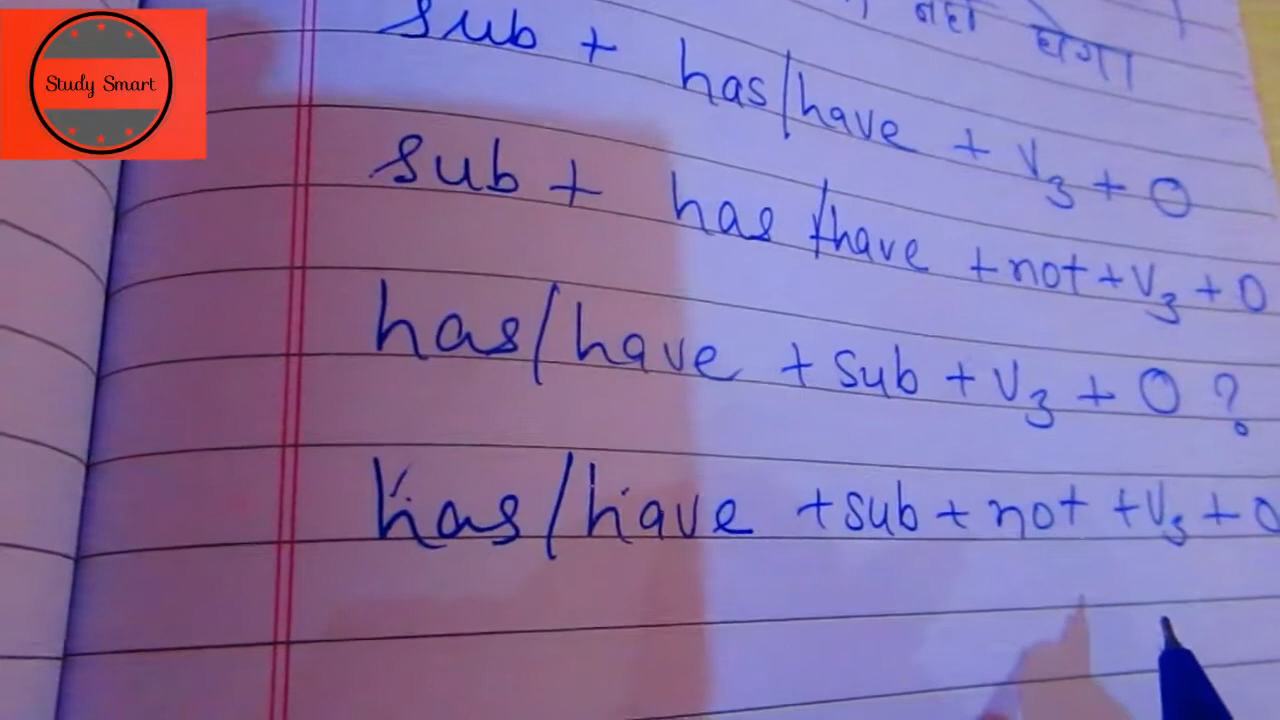 Study Smart
नहीं होगा।
sub + has/have + V3 + O
sub + has/have + not + V3 + O
has/have + sub + V3 + O ?
has/have + sub + not + V3 + O